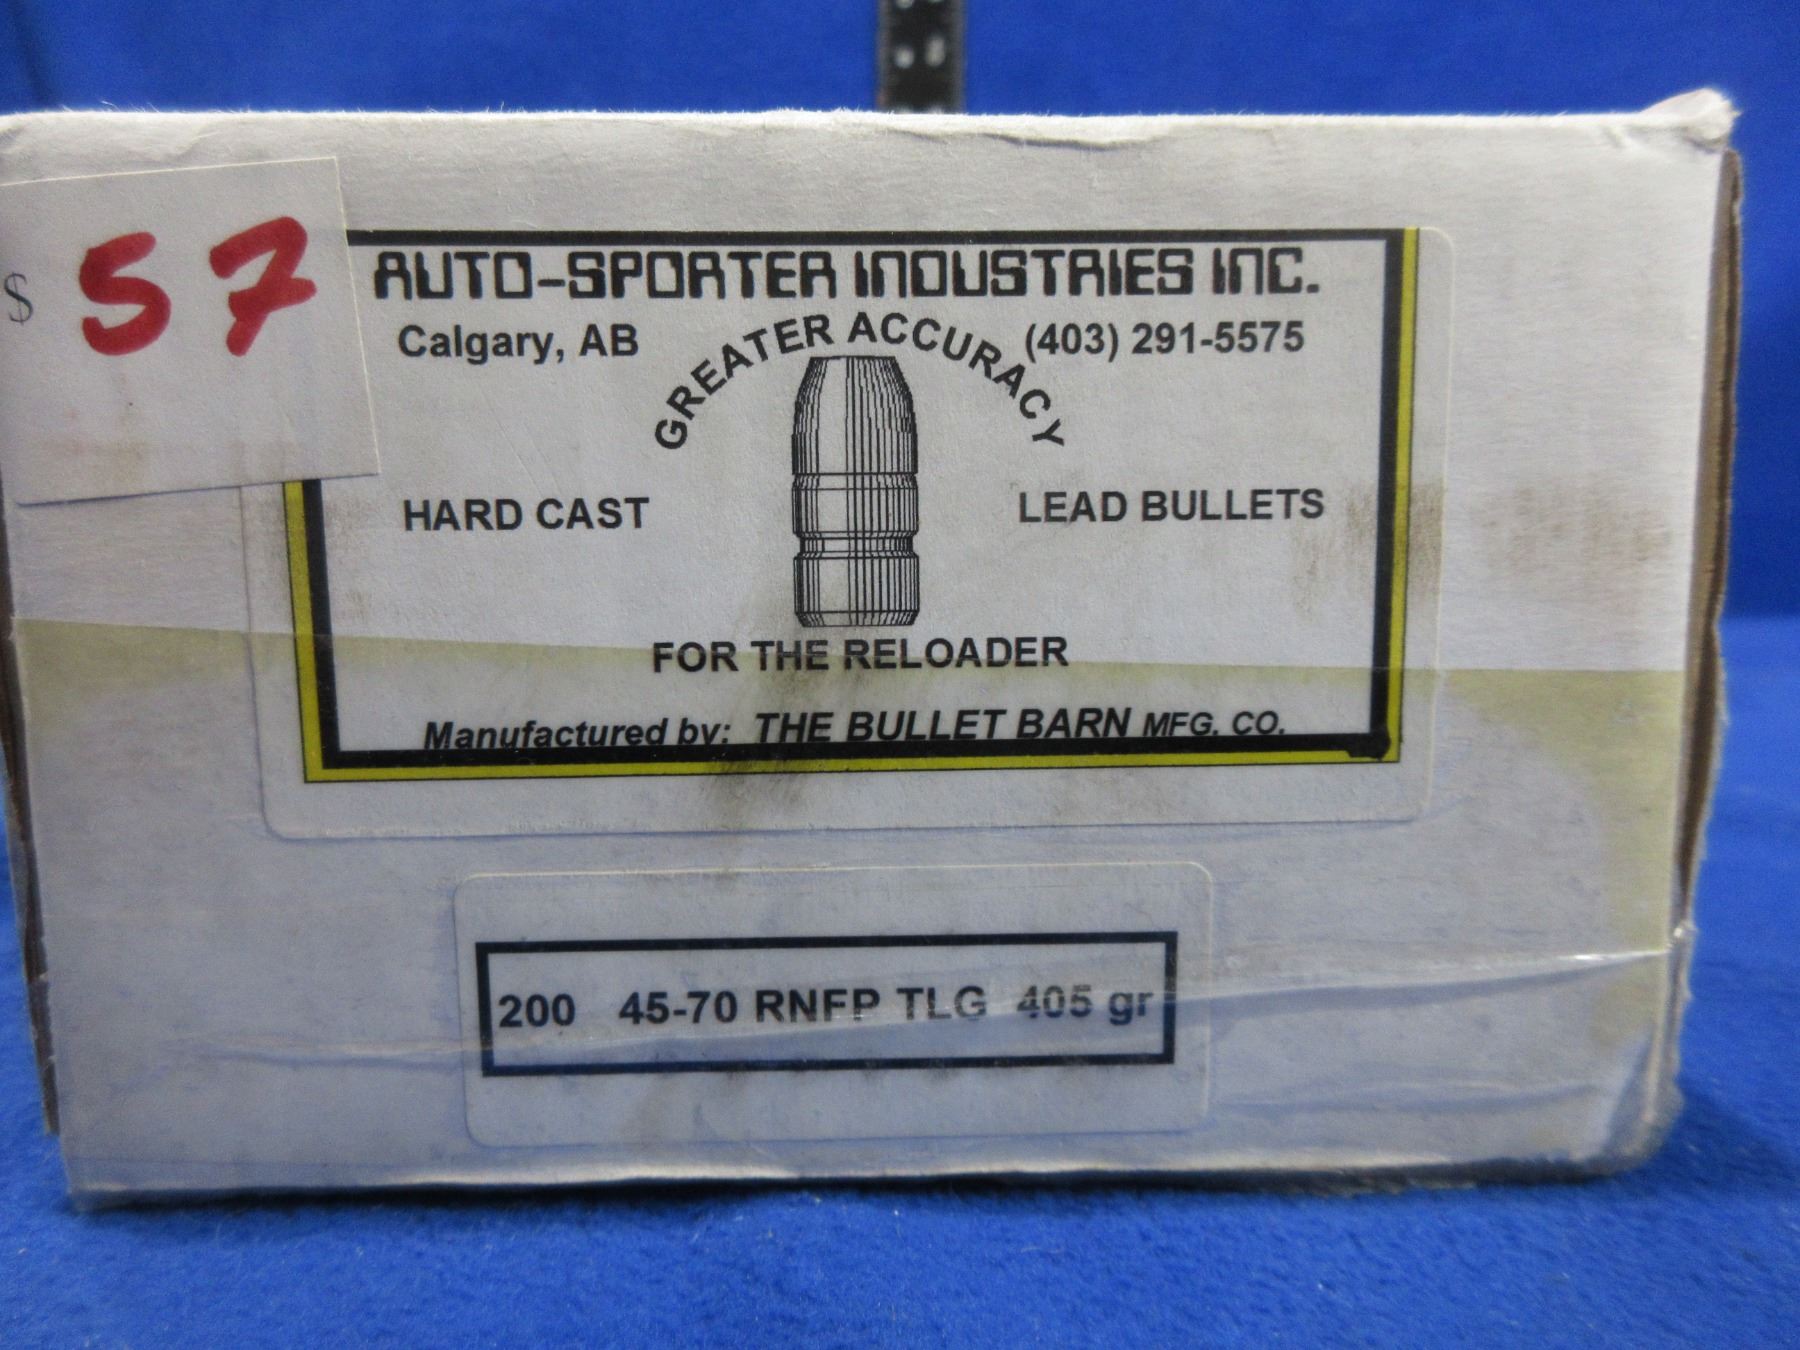 $ 57
AUTO-SPORTER INDUSTRIES INC.
Calgary, AB
(403) 291-5575
GREATER ACCURACY
HARD CAST
LEAD BULLETS
FOR THE RELOADER
Manufactured by: THE BULLET BARN MFG. CO.
200 45-70 RNFP TLG 405 gr